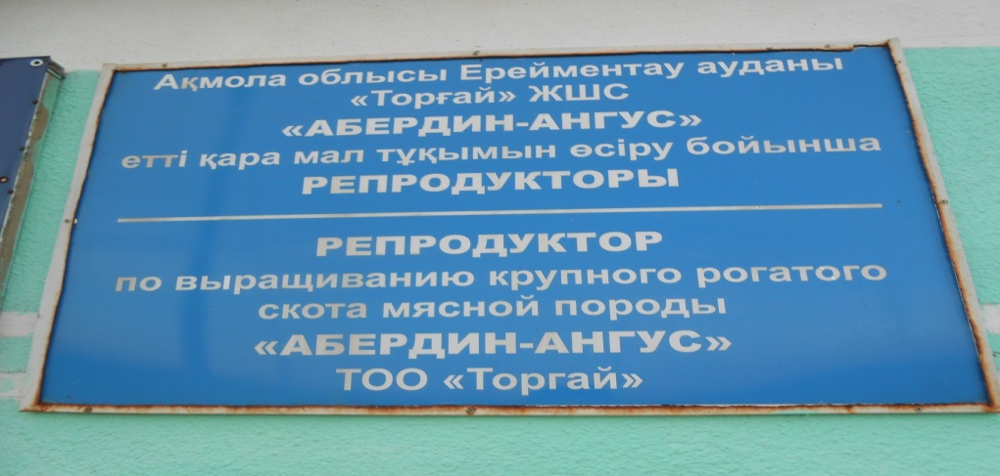 Ақмола облысы Ерейментау ауданы
«Торғай» ЖШС
«АБЕРДИН-АНГУС»
етті қара мал тұқымын өсіру бойынша
РЕПРОДУКТОРЫ
РЕПРОДУКТОР
по выращиванию крупного рогатого
скота мясной породы
«АБЕРДИН-АНГУС»
ТОО «Торгай»